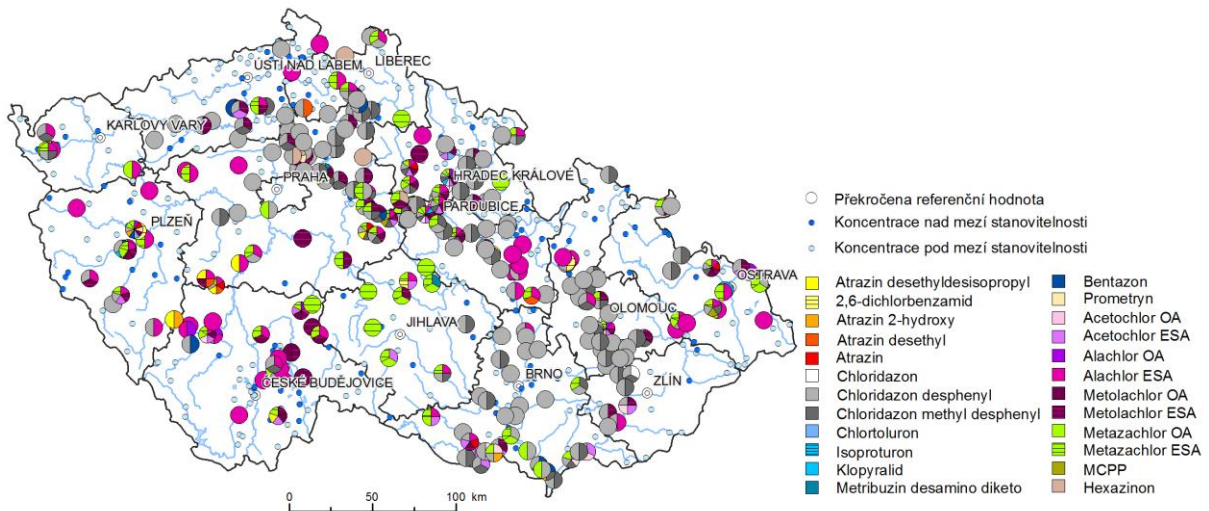 LIBEREC
ÚSTÍ NAD LABEM
KARLOVY VARY
HRADEC KRÁLOVÉ
PRAHA
PARDUBICE
PLZEŇ
OSTRAVA
OLOMOUC
JIHLAVA
BRNO
ZLÍN
ČESKÉ BUDĚJOVICE
0 50 100 km
Překročena referenční hodnota
Koncentrace nad mezí stanovitelnosti
Koncentrace pod mezí stanovitelnosti
Atrazin desethyldesisopropyl
2,6-dichlorbenzamid
Atrazin 2-hydroxy
Atrazin desethyl
Atrazin
Chloridazon
Chloridazon desphenyl
Chloridazon methyl desphenyl
Chlortoluron
Isoproturon
Klopyralid
Metribuzin desamino diketo
Bentazon
Prometryn
Acetochlor OA
Acetochlor ESA
Alachlor OA
Alachlor ESA
Metolachlor OA
Metolachlor ESA
Metazachlor OA
Metazachlor ESA
MCPP
Hexazinon